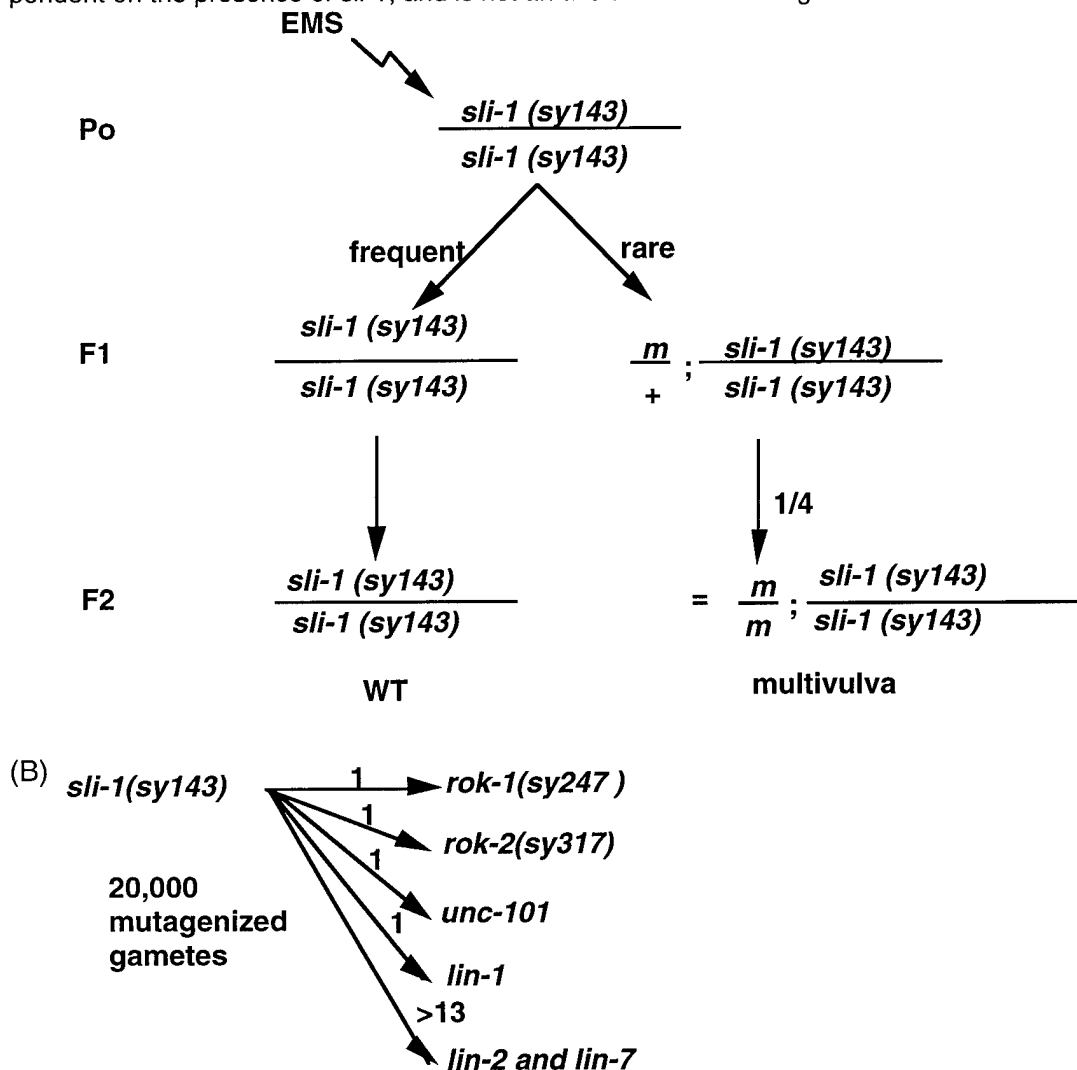 EMS
Po
sli-1 (sy143)
sli-1 (sy143)
frequent
rare
F1
sli-1 (sy143)
sli-1 (sy143)
m
+
;
sli-1 (sy143)
sli-1 (sy143)
1/4
F2
sli-1 (sy143)
sli-1 (sy143)
=
m
m
;
sli-1 (sy143)
sli-1 (sy143)
WT
multivulva
(B)
sli-1(sy143)
1
rok-1(sy247 )
1
rok-2(sy317)
1
unc-101
1
lin-1
>13
lin-2 and lin-7
20,000
mutagenized
gametes